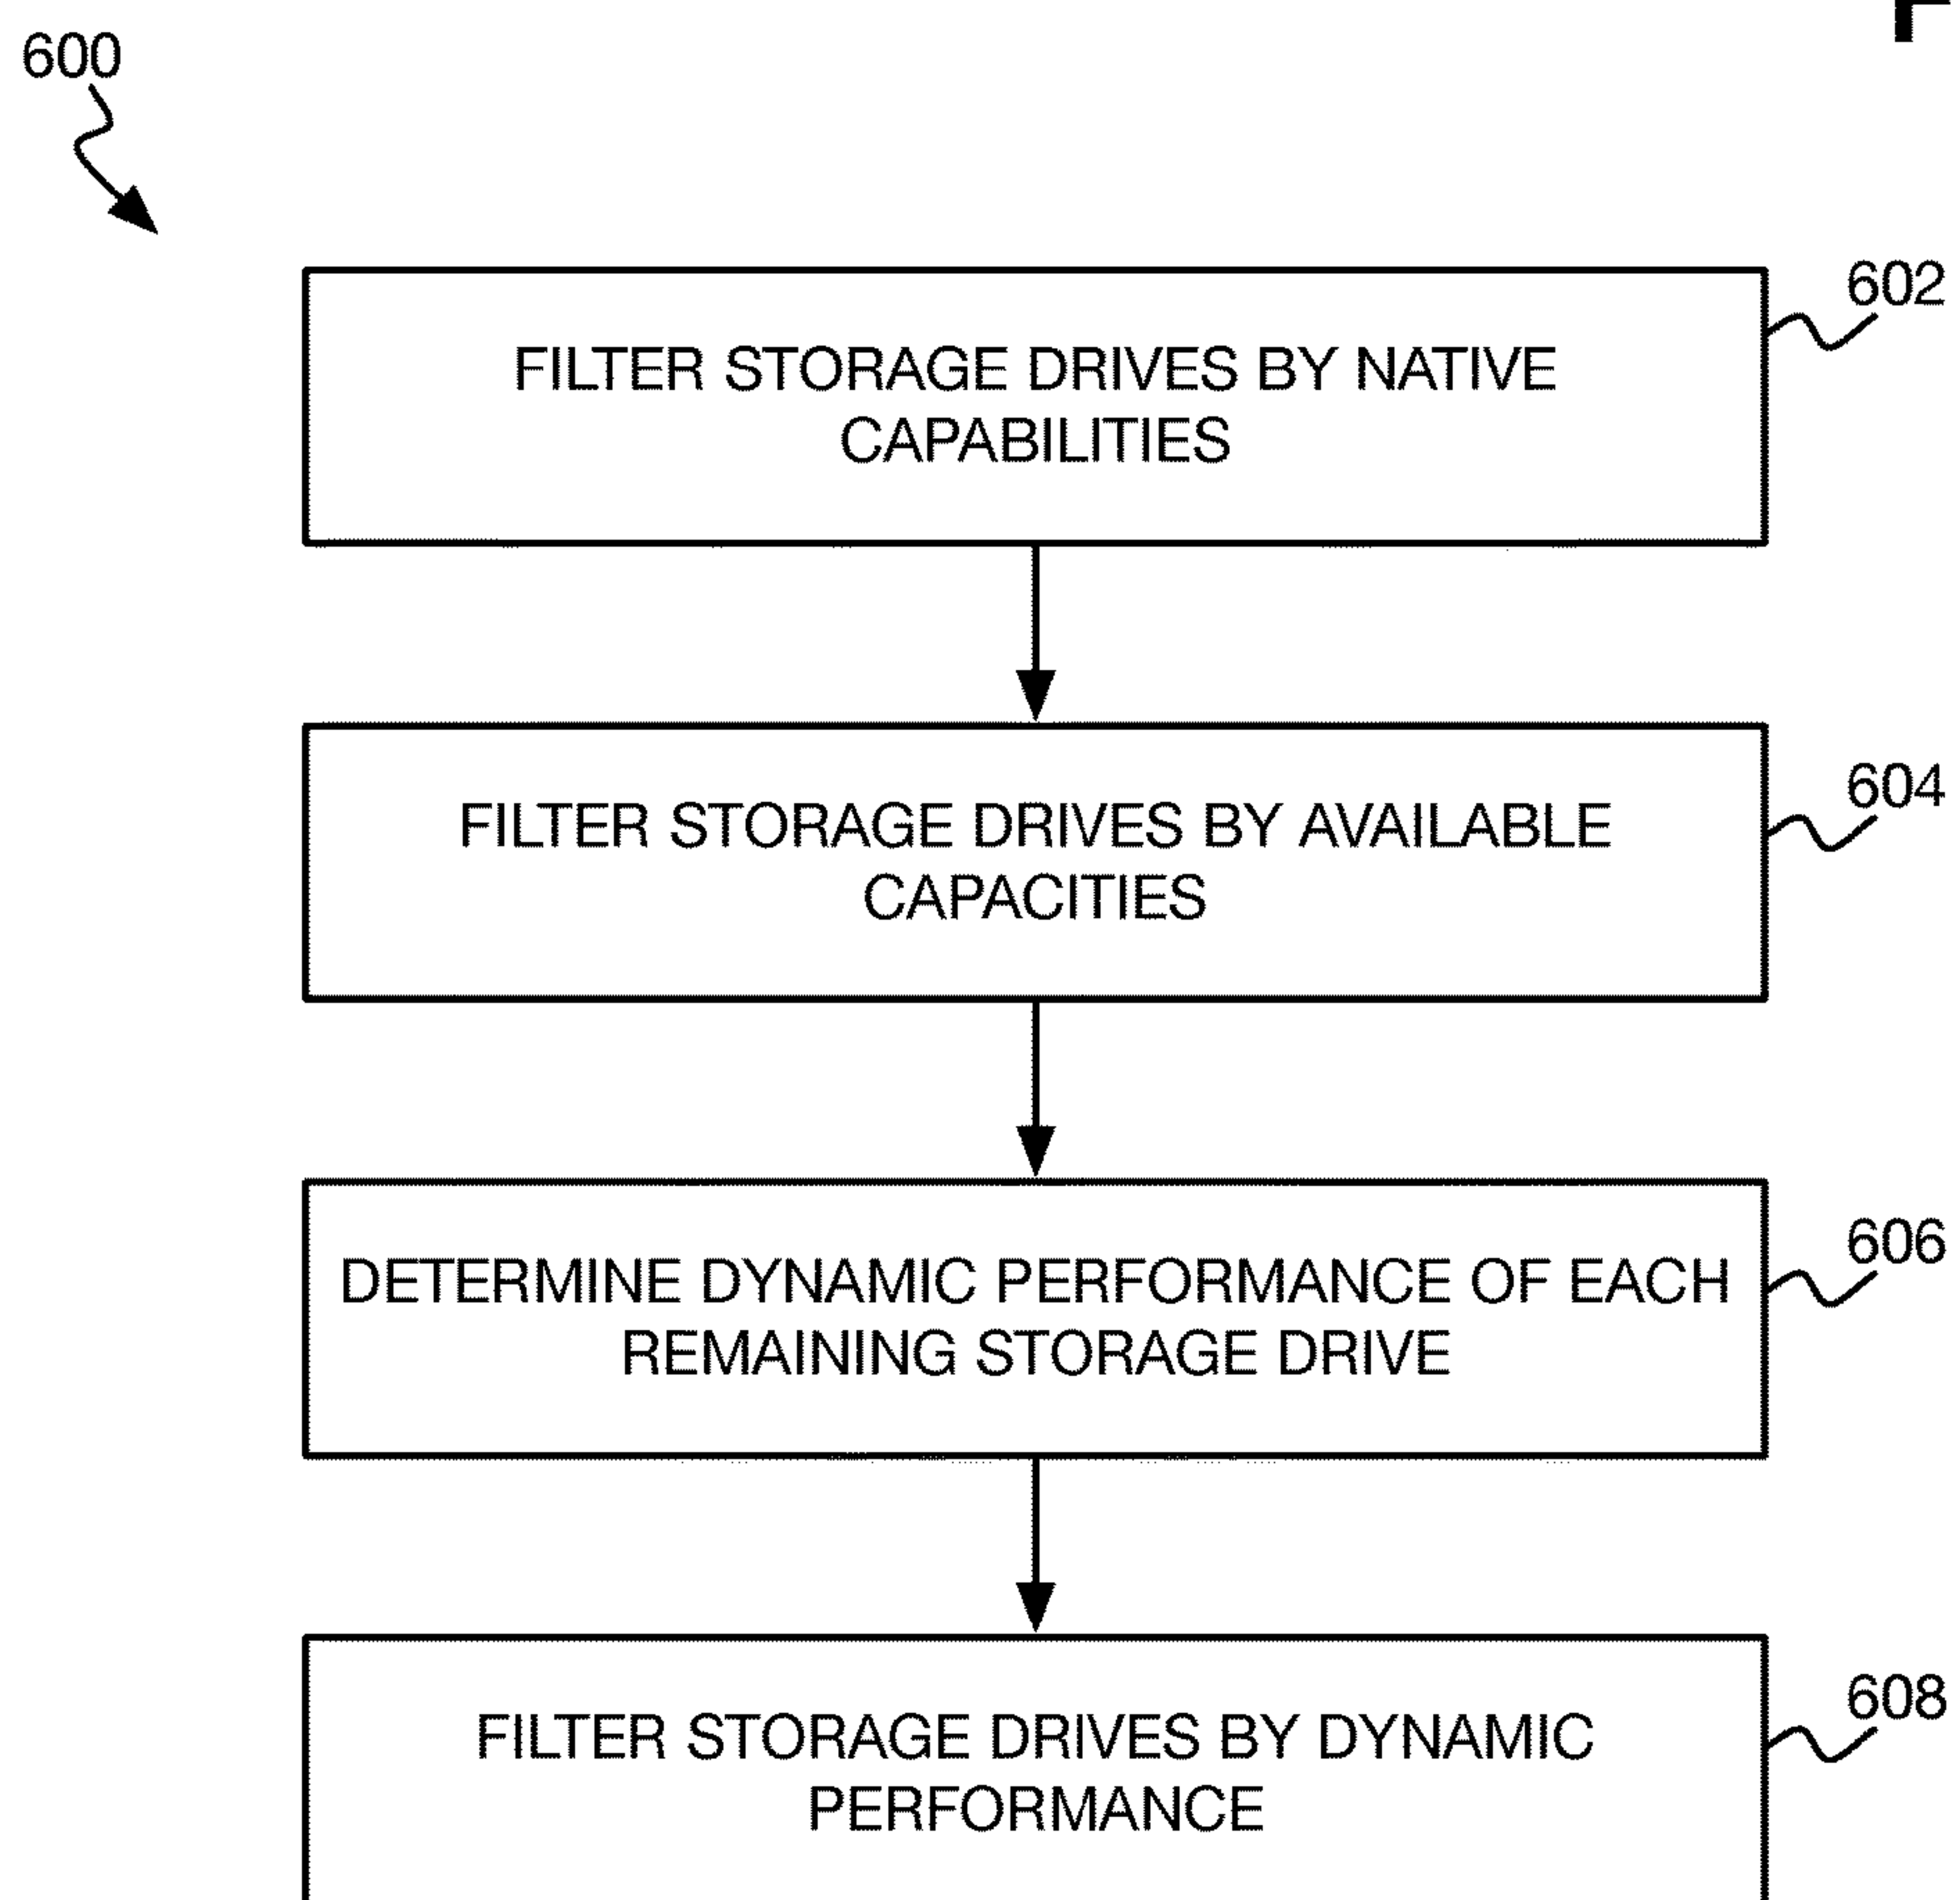 600
602
FILTER STORAGE DRIVES BY NATIVE
CAPABILITIES
604
FILTER STORAGE DRIVES BY AVAILABLE
CAPACITIES
606
DETERMINE DYNAMIC PERFORMANCE OF EACH
REMAINING STORAGE DRIVE
608
FILTER STORAGE DRIVES BY DYNAMIC
PERFORMANCE